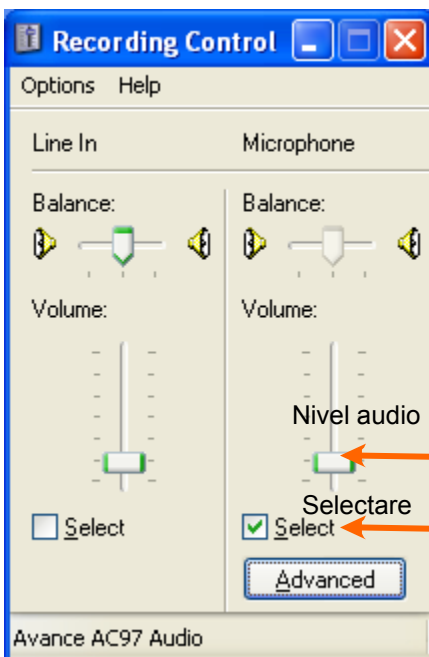 Recording Control
Options Help
Line In Microphone
Balance: Balance:
Volume: Volume:
Nivel audio
Selectare
Select Select
Advanced
Avance AC97 Audio